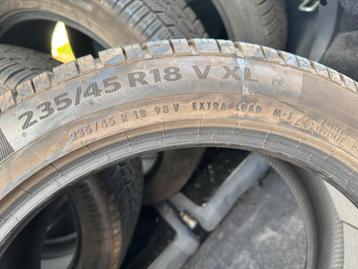 235/45 R18 V XL
235/45 R 18 98 V EXTRA LOAD M+S